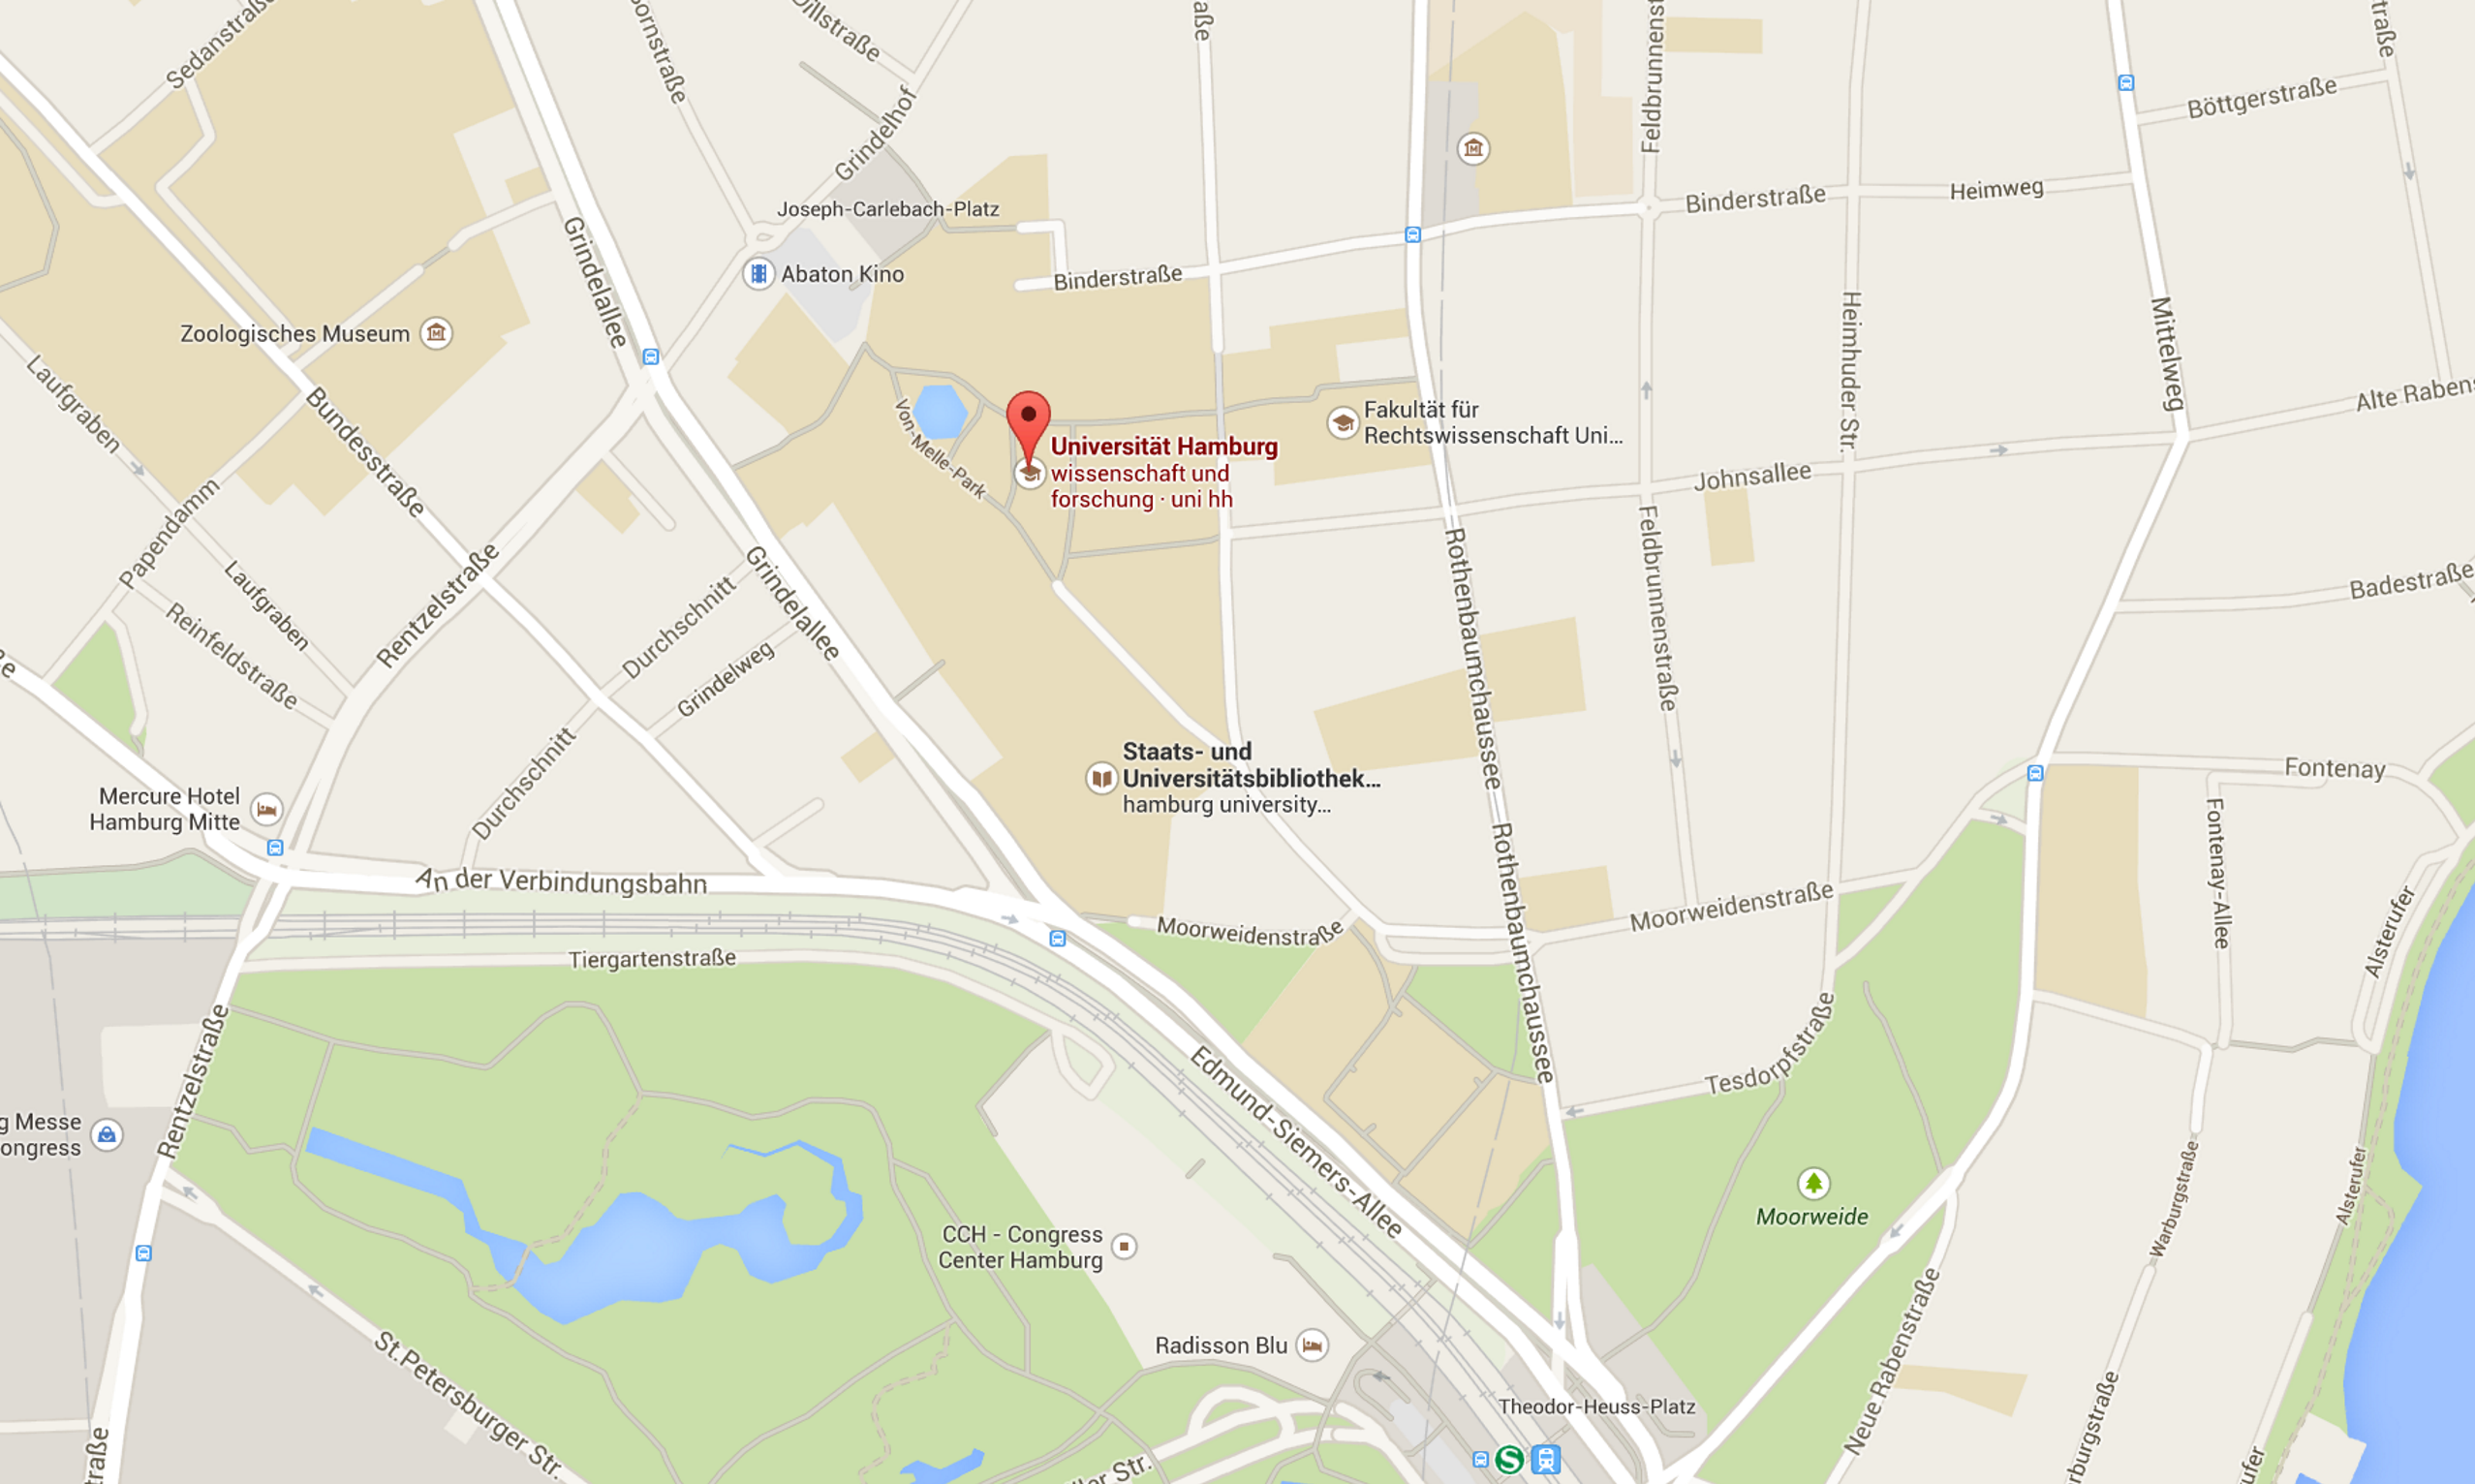 Sedanstraße
Dillstraße
Grindelhof
Joseph-Carlebach-Platz
Abaton Kino
Grindelallee
Zoologisches Museum
Laufgraben
Bundesstraße
Papendamm
Laufgraben
Reinfeldstraße
Rentzelstraße
Durchschnitt
Grindelweg
Grindelallee
Durchschnitt
Binderstraße
Binderstraße
Heimweg
Böttgerstraße
Heimhuder Str.
Mittelweg
Von-Melle-Park
Universität Hamburg
wissenschaft und
forschung · uni hh
Fakultät für
Rechtswissenschaft Uni...
Johnsallee
Alte Rabens
Feldbrunnenstraße
Rothenbaumchaussee
Badestraße
Staats- und
Universitätsbibliothek...
hamburg university...
Mercure Hotel
Hamburg Mitte
An der Verbindungsbahn
Tiergartenstraße
Moorweidenstraße
Rothenbaumchaussee
Moorweidenstraße
Fontenay
Fontenay-Allee
Alsterufer
Rentzelstraße
g Messe
ongress
Edmund-Siemers-Allee
Tesdorpfstraße
Moorweide
Warburgstraße
Alsterufer
CCH - Congress
Center Hamburg
Radisson Blu
St.Petersburger Str.
Theodor-Heuss-Platz
Neue Rabenstraße
S